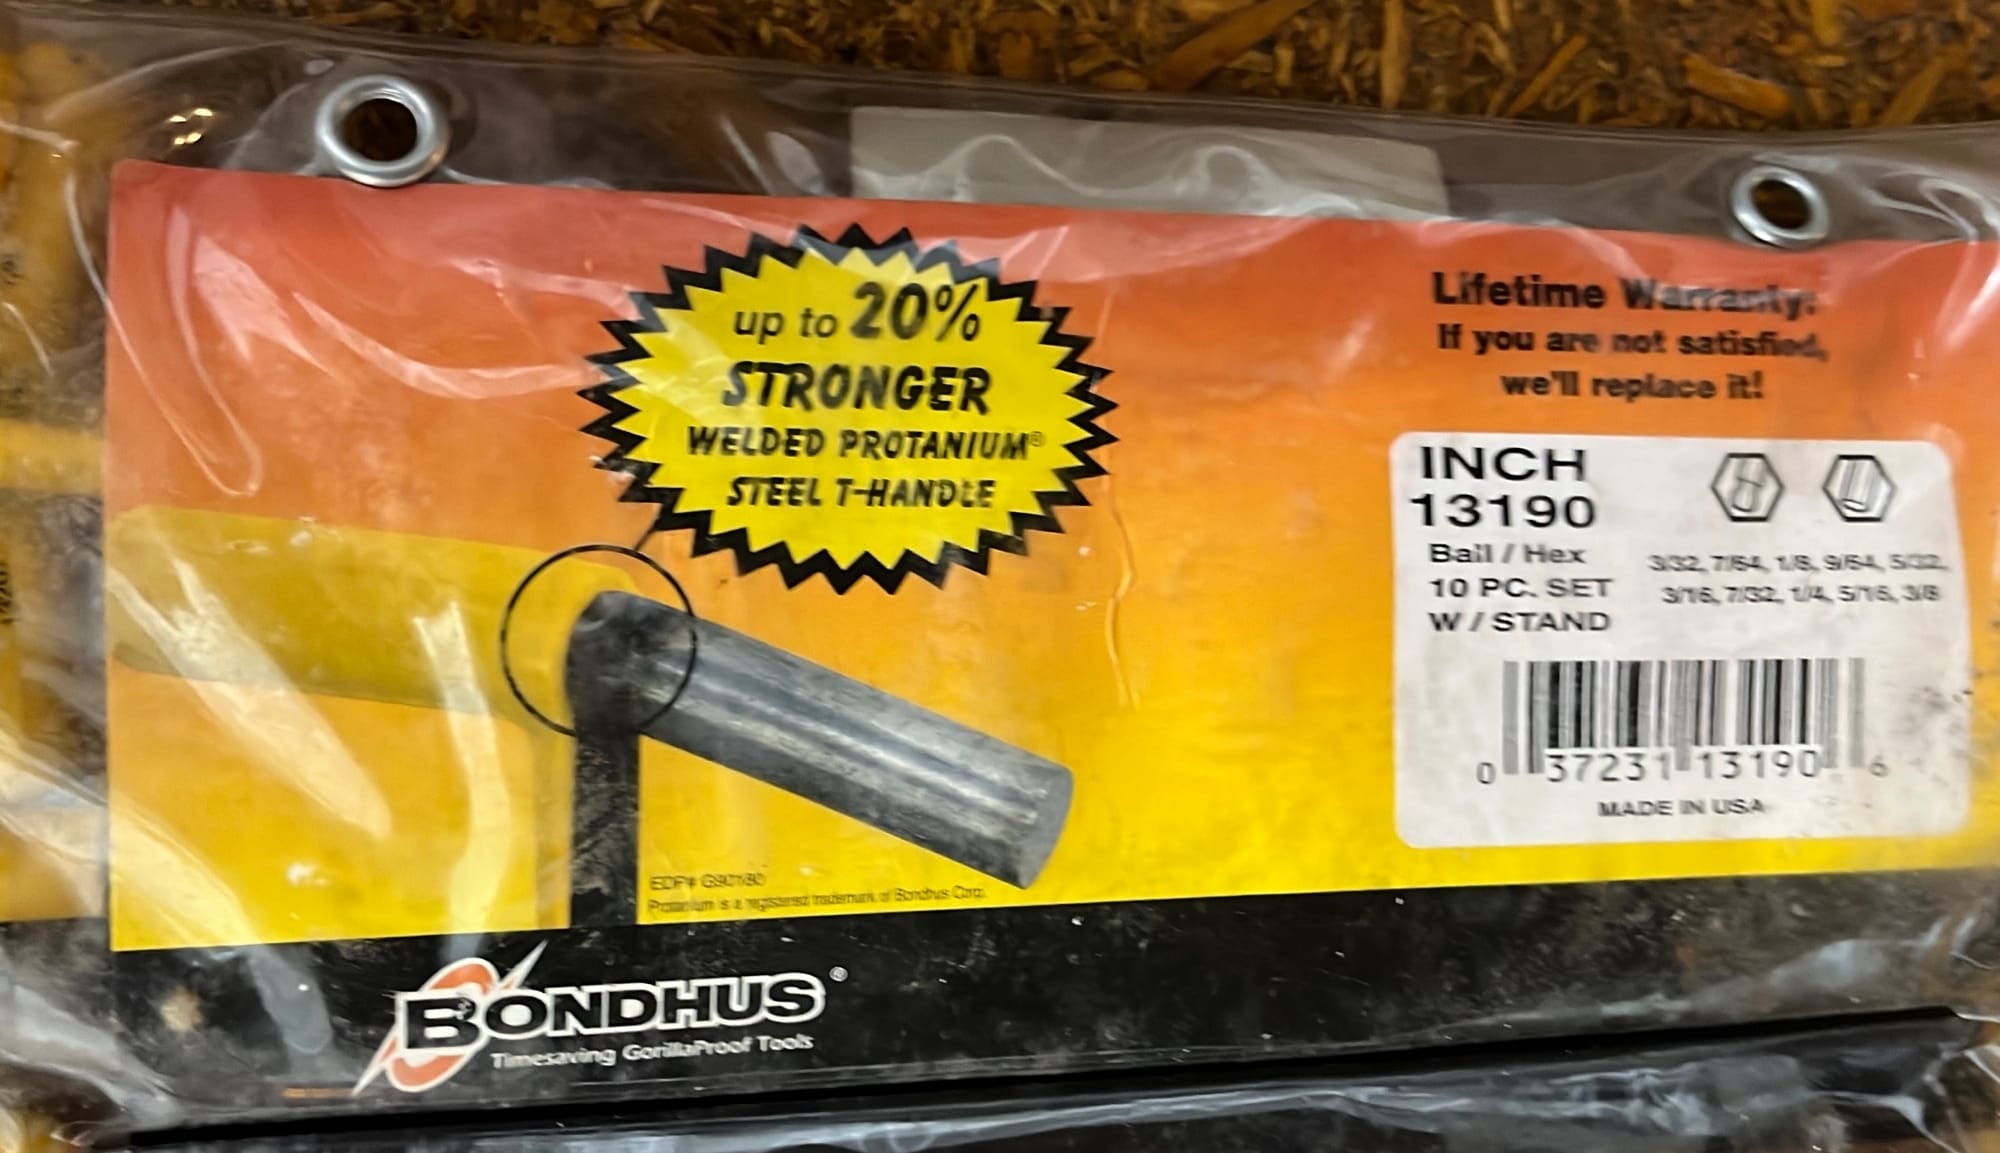 up to 20%
STRONGER
WELDED PROTANIUM®
STEEL T-HANDLE
Lifetime Warranty:
If you are not satisfied,
we'll replace it!
INCH
13190
Ball / Hex
10 PC. SET
W / STAND
3/32, 7/64, 1/8, 9/64, 5/32,
3/16, 7/32, 1/4, 5/16, 3/8
0 37231 13190 6
MADE IN USA
EDP# G90180
Protanium is a registered trademark of Bondhus Corp.
BONDHUS®
Timesaving GorillaProof Tools